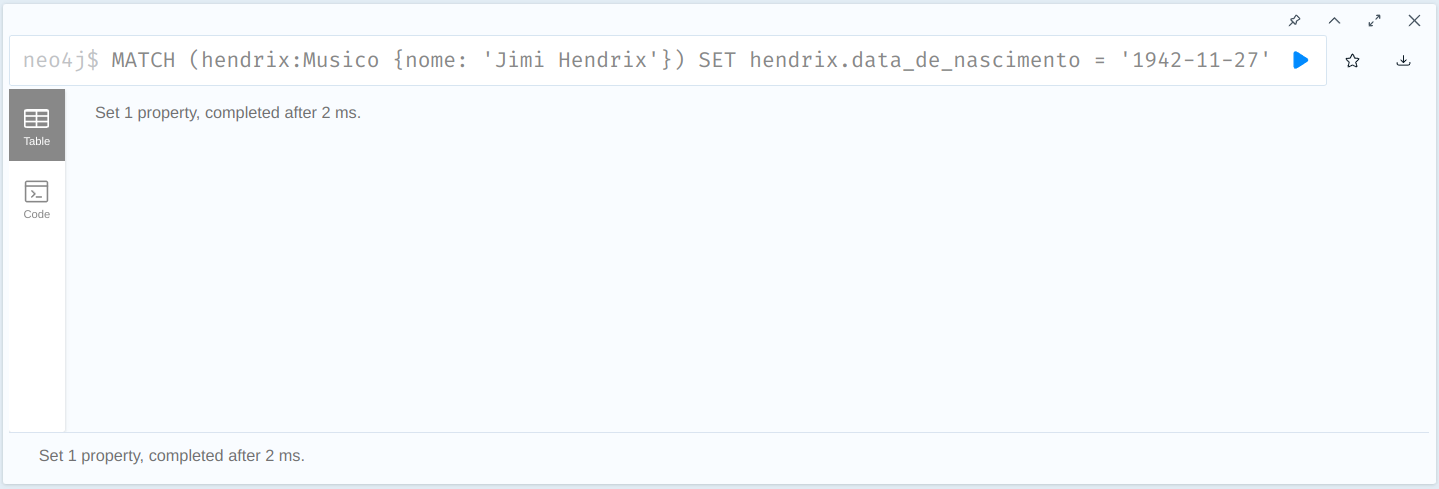 neo4j$ MATCH (hendrix:Musico {nome: 'Jimi Hendrix'}) SET hendrix.data_de_nascimento = '1942-11-27'
Table
Set 1 property, completed after 2 ms.
Code
Set 1 property, completed after 2 ms.